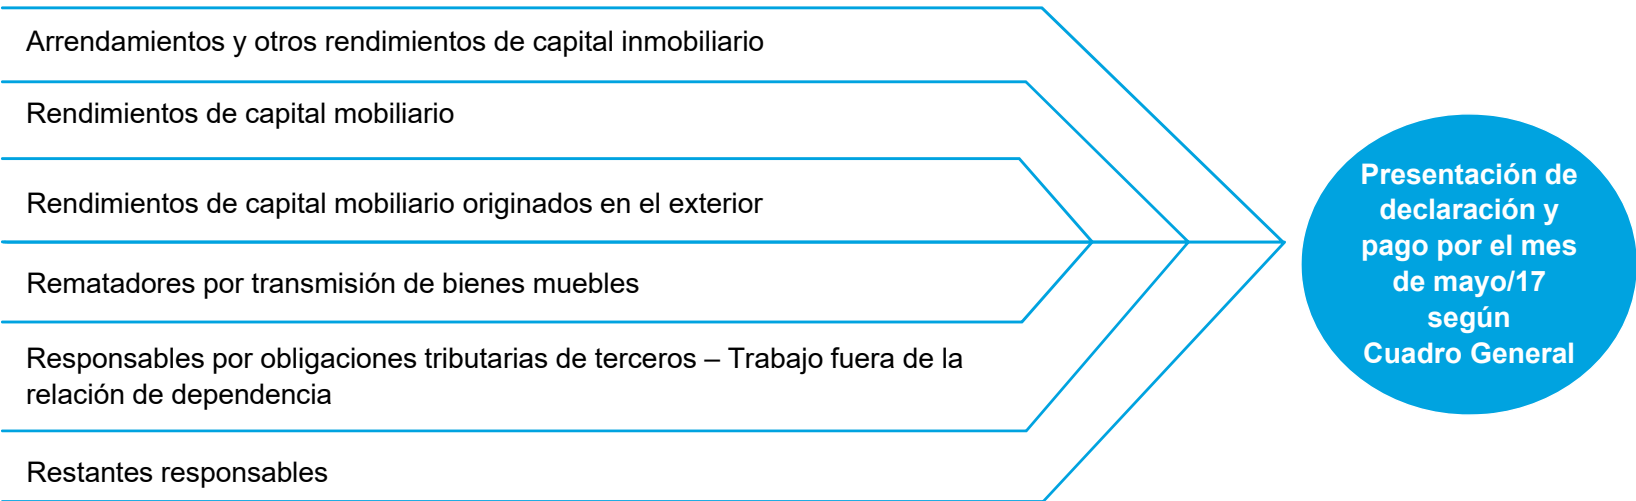 Arrendamientos y otros rendimientos de capital inmobiliario
Rendimientos de capital mobiliario
Rendimientos de capital mobiliario originados en el exterior
Rematadores por transmisión de bienes muebles
Responsables por obligaciones tributarias de terceros – Trabajo fuera de la
relación de dependencia
Restantes responsables
Presentación de
declaración y
pago por el mes
de mayo/17
según
Cuadro General